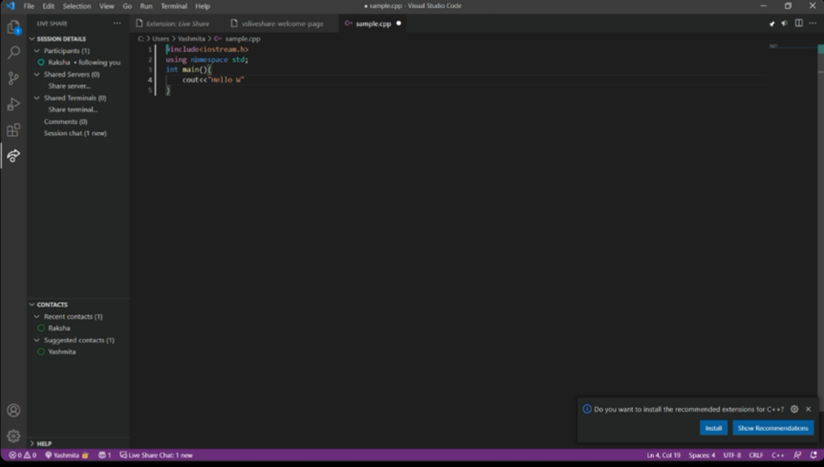 File Edit Selection View Go Run Terminal Help
● sample.cpp - Visual Studio Code
LIVE SHARE ···
Extension: Live Share
vsliveshare-welcome-page
sample.cpp
SESSION DETAILS
Participants (1)
Raksha • following you
Shared Servers (0)
Share server...
Shared Terminals (0)
Share terminal...
Comments (0)
Session chat (1 new)
C: > Users > Yashmita > sample.cpp
1 #include<iostream.h>
2 using namespace std;
3 int main(){
4 cout<<"Hello W"
5 }
CONTACTS
Recent contacts (1)
Raksha
Suggested contacts (1)
Yashmita
HELP
Do you want to install the recommended extensions for C++?
Install
Show Recommendations
0 0 Yashmita 1 Live Share Chat: 1 new
Ln 4, Col 19 Spaces: 4 UTF-8 CRLF C++